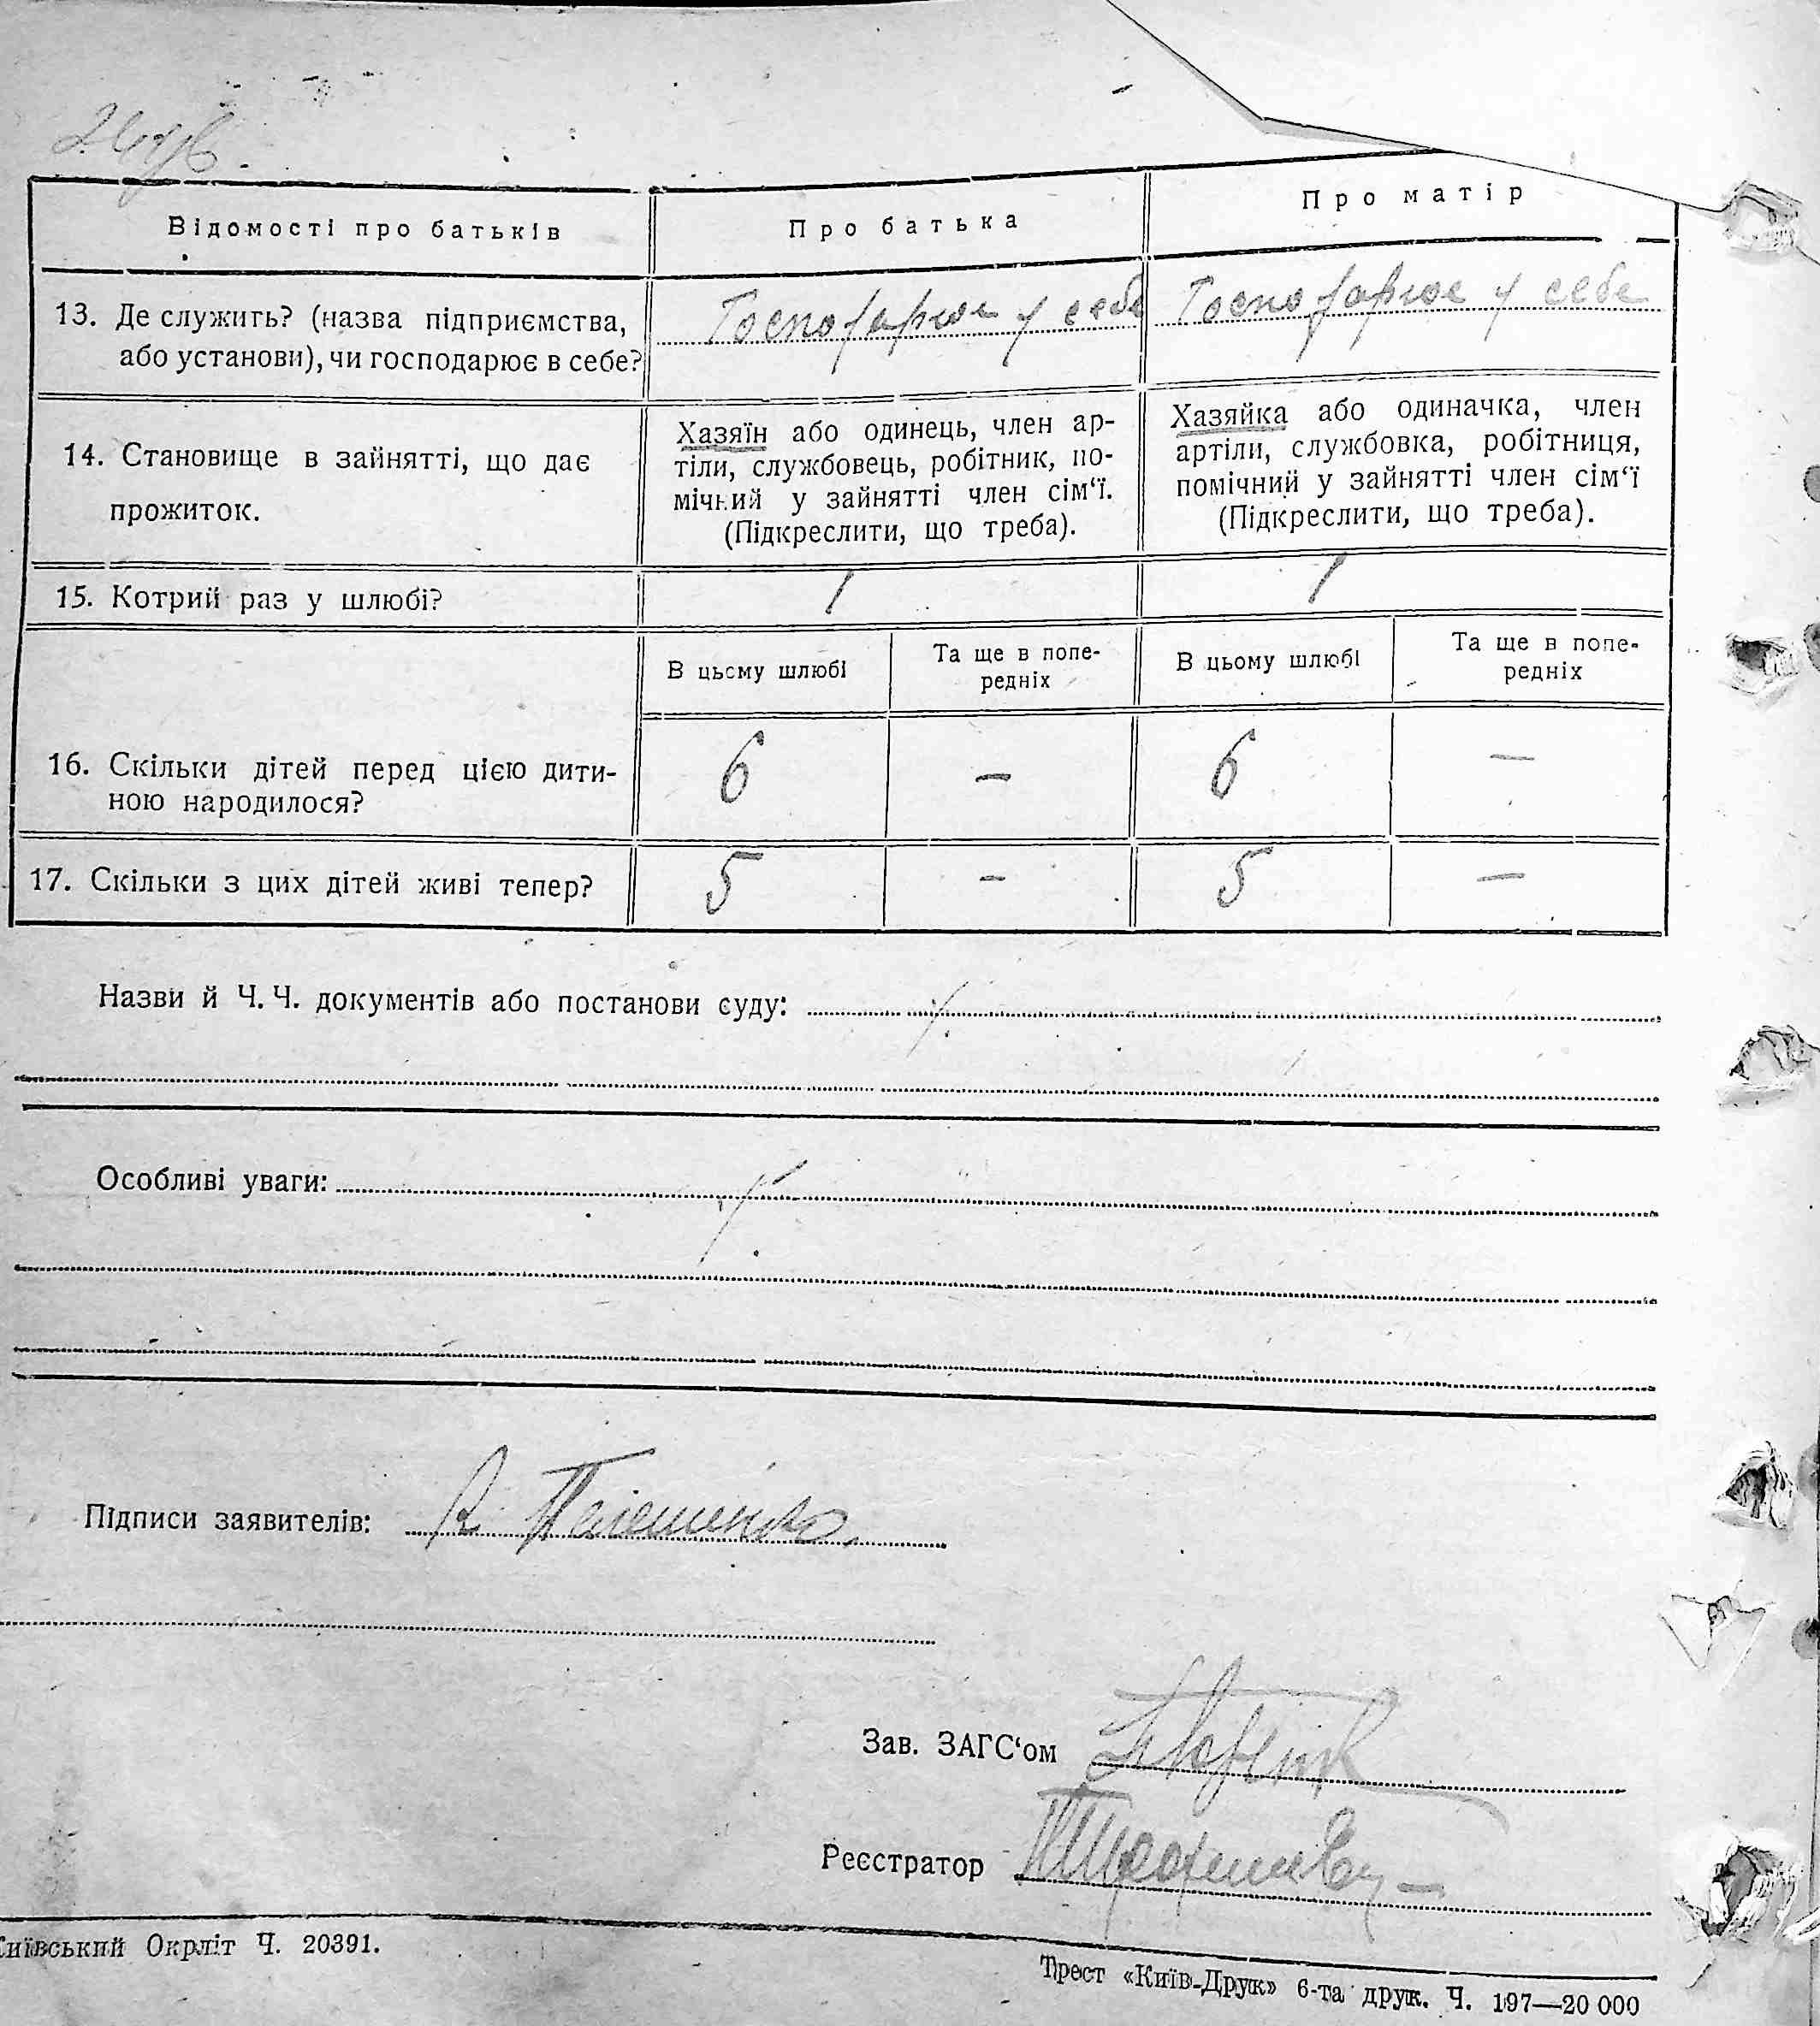 Відомості про батьків
Про батька
Про матір
13. Де служить? (назва підприємства,
або установи), чи господарює в себе?
Господарює у себе
Господарює у себе
14. Становище в зайнятті, що дає
прожиток.
Хазяїн або одинець, член ар-
тіли, службовець, робітник, по-
мічний у зайнятті член сім‘ї.
(Підкреслити, що треба).
Хазяйка або одиначка, член
артіли, службовка, робітниця,
помічний у зайнятті член сім‘ї
(Підкреслити, що треба).
15. Котрий раз у шлюбі?
1
1
В цьому шлюбі
Та ще в попе-
редніх
В цьому шлюбі
Та ще в попе-
редніх
16. Скільки дітей перед цією дити-
ною народилося?
6
—
6
—
17. Скільки з цих дітей живі тепер?
5
—
5
—
Назви й Ч. Ч. документів або постанови суду:
Особливі уваги:
Підписи заявителів:
Зав. ЗАГС‘ом
Реєстратор
Київський Окрліт Ч. 20391.
Трест «Київ-Друк» 6-та друк. Ч. 197—20 000